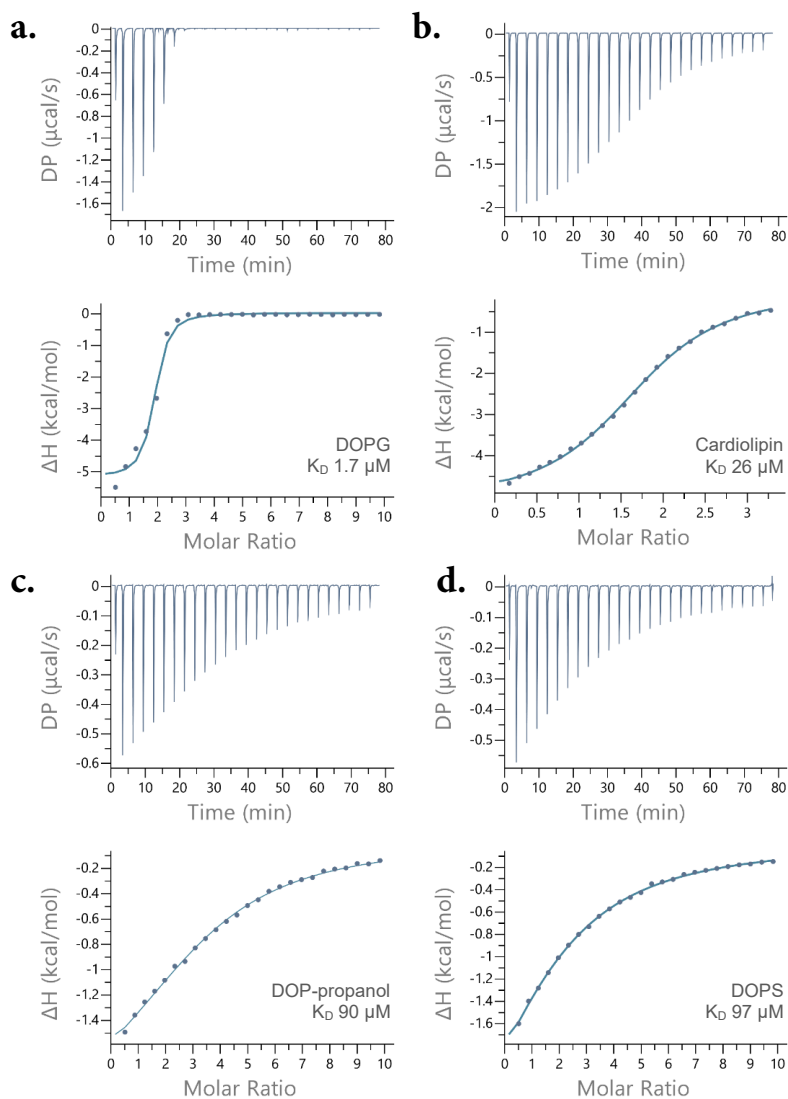 a.
0
-0.2
-0.4
-0.6
-0.8
-1
-1.2
-1.4
-1.6
DP (µcal/s)
0 10 20 30 40 50 60 70 80
Time (min)
0
-1
-2
-3
-4
-5
ΔH (kcal/mol)
DOPG
KD 1.7 µM
0 1 2 3 4 5 6 7 8 9 10
Molar Ratio
b.
0
-0.5
-1
-1.5
-2
DP (µcal/s)
0 10 20 30 40 50 60 70 80
Time (min)
-1
-2
-3
-4
ΔH (kcal/mol)
Cardiolipin
KD 26 µM
0 0.5 1 1.5 2 2.5 3
Molar Ratio
c.
0
-0.1
-0.2
-0.3
-0.4
-0.5
-0.6
DP (µcal/s)
0 10 20 30 40 50 60 70 80
Time (min)
-0.2
-0.4
-0.6
-0.8
-1
-1.2
-1.4
ΔH (kcal/mol)
DOP-propanol
KD 90 µM
0 1 2 3 4 5 6 7 8 9 10
Molar Ratio
d.
0
-0.1
-0.2
-0.3
-0.4
-0.5
DP (µcal/s)
0 10 20 30 40 50 60 70 80
Time (min)
-0.2
-0.4
-0.6
-0.8
-1
-1.2
-1.4
-1.6
ΔH (kcal/mol)
DOPS
KD 97 µM
0 1 2 3 4 5 6 7 8 9 10
Molar Ratio